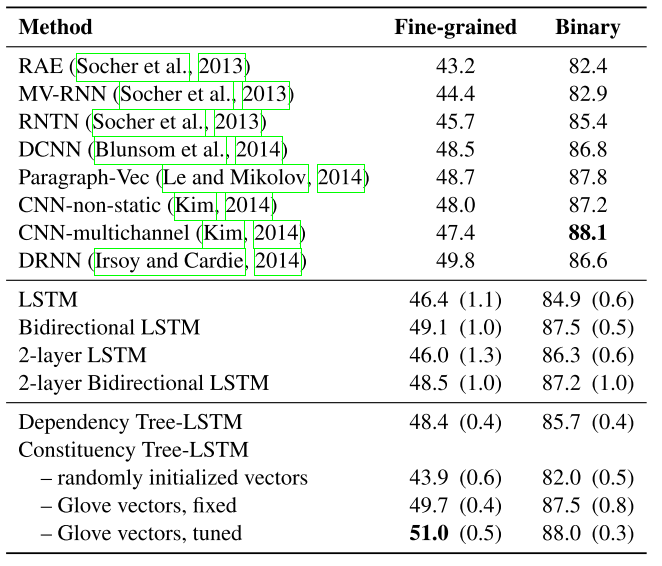 Method Fine-grained Binary
RAE (Socher et al., 2013) 43.2 82.4
MV-RNN (Socher et al., 2013) 44.4 82.9
RNTN (Socher et al., 2013) 45.7 85.4
DCNN (Blunsom et al., 2014) 48.5 86.8
Paragraph-Vec (Le and Mikolov, 2014) 48.7 87.8
CNN-non-static (Kim, 2014) 48.0 87.2
CNN-multichannel (Kim, 2014) 47.4 88.1
DRNN (Irsoy and Cardie, 2014) 49.8 86.6
LSTM 46.4 (1.1) 84.9 (0.6)
Bidirectional LSTM 49.1 (1.0) 87.5 (0.5)
2-layer LSTM 46.0 (1.3) 86.3 (0.6)
2-layer Bidirectional LSTM 48.5 (1.0) 87.2 (1.0)
Dependency Tree-LSTM 48.4 (0.4) 85.7 (0.4)
Constituency Tree-LSTM
– randomly initialized vectors 43.9 (0.6) 82.0 (0.5)
– Glove vectors, fixed 49.7 (0.4) 87.5 (0.8)
– Glove vectors, tuned 51.0 (0.5) 88.0 (0.3)